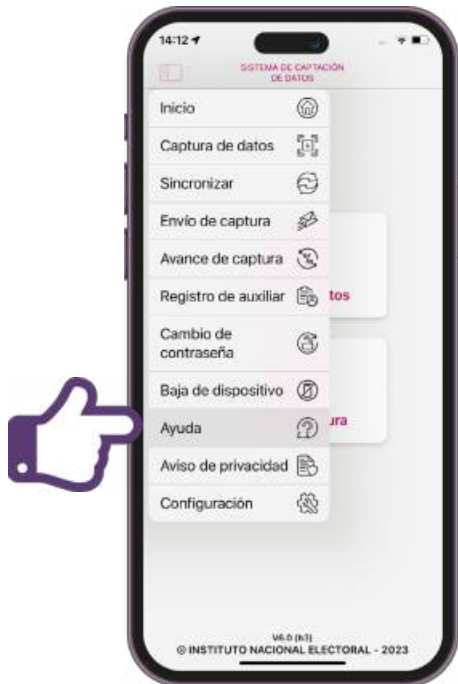 14:12
SISTEMA DE CAPTACIÓN
DE DATOS
Inicio
Captura de datos
Sincronizar
Envío de captura
Avance de captura
Registro de auxiliar
tos
Cambio de
contraseña
Baja de dispositivo
Ayuda
ura
Aviso de privacidad
Configuración
V6.0 (b3)
© INSTITUTO NACIONAL ELECTORAL - 2023